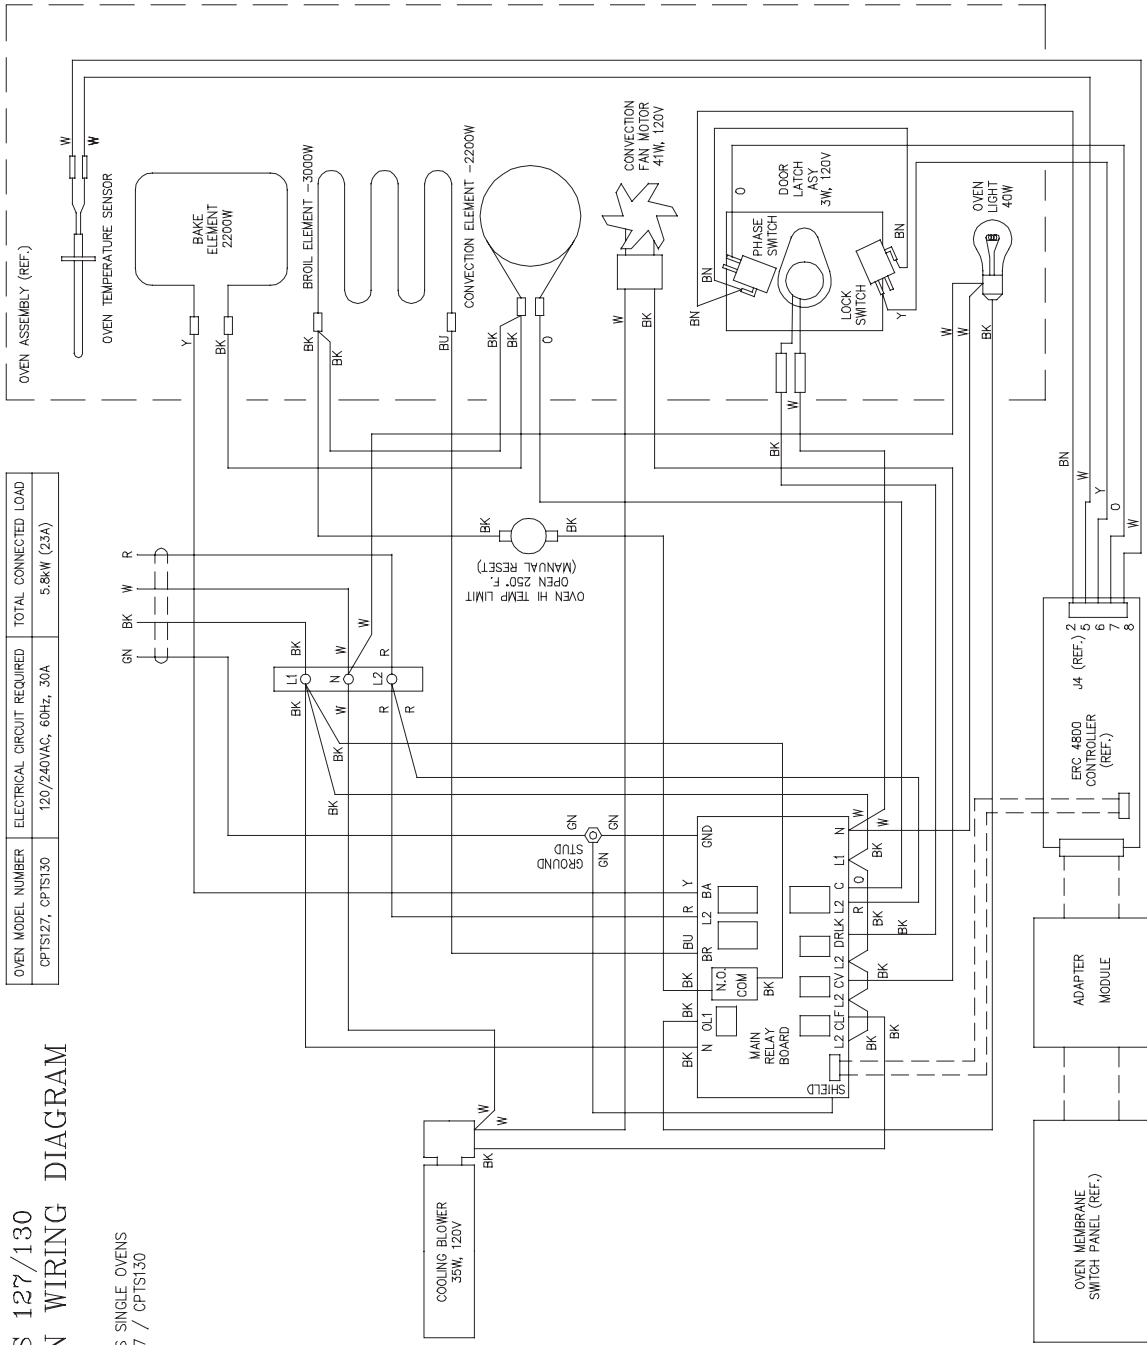 S 127/130
N WIRING DIAGRAM
S SINGLE OVENS
7 / CPTS130
OVEN MODEL NUMBER ELECTRICAL CIRCUIT REQUIRED TOTAL CONNECTED LOAD
CPTS127, CPTS130 120/240VAC, 60Hz, 30A 5.8kW (23A)
OVEN ASSEMBLY (REF.)
OVEN TEMPERATURE SENSOR
W
W
BAKE
ELEMENT
2200W
Y
BK
BROIL ELEMENT -3000W
BK
BK
BU
CONVECTION ELEMENT -2200W
BK
BK
O
CONVECTION
FAN MOTOR
41W, 120V
W
BK
DOOR
LATCH
ASY
3W, 120V
O
BN
PHASE
SWITCH
BN
LOCK
SWITCH
Y
BN
BK
W
OVEN
LIGHT
40W
W
W
BK
GN
BK
W
R
L1
N
L2
BK
W
W
R
BK
BK
BK
W
R
R
BK
BK
OVEN HI TEMP LIMIT
OPEN 250° F.
(MANUAL RESET)
GROUND
STUD
GN
GN
GN
BK
BK
BK
BU
R
Y
N
OL1
N.O.
COM
BK
BR
L2
BA
GND
MAIN
RELAY
BOARD
SHIELD
L2
CLF
L2
CV
L2
DRLK
L2
C
L1
N
BK
BK
BK
BK
BK
R
O
BK
W
W
COOLING BLOWER
35W, 120V
W
W
BK
BN
W
Y
O
W
2
5
6
7
8
J4 (REF.)
ERC 4800
CONTROLLER
(REF.)
ADAPTER
MODULE
OVEN MEMBRANE
SWITCH PANEL (REF.)